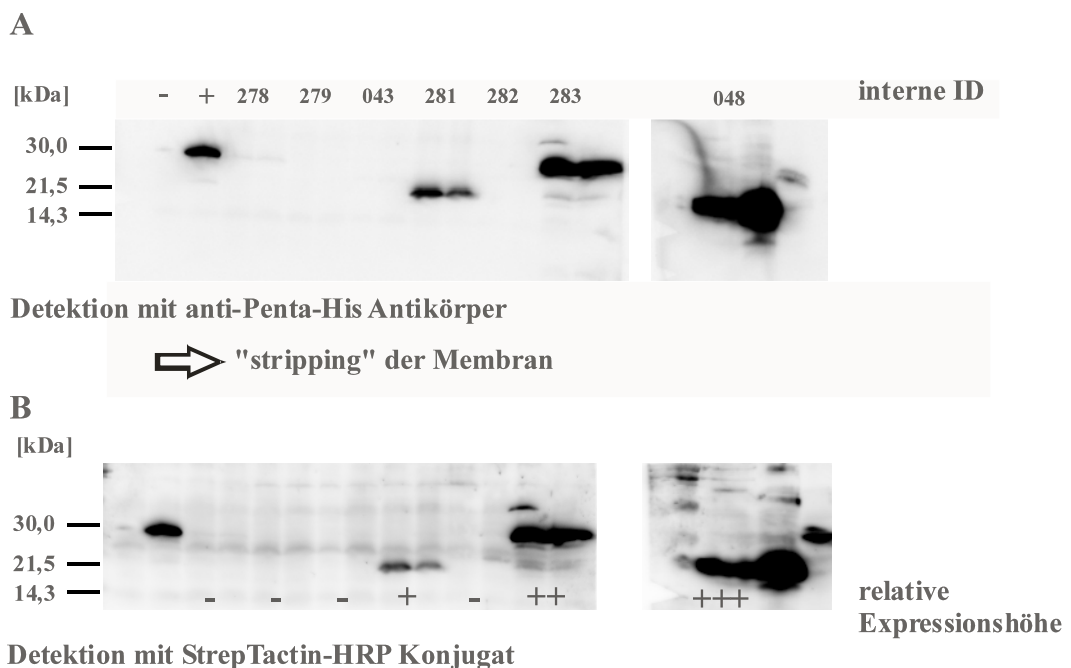 A
[kDa] - + 278 279 043 281 282 283 048 interne ID
30,0
21,5
14,3
Detektion mit anti-Penta-His Antikörper
"stripping" der Membran
B
[kDa]
30,0
21,5
14,3 - - - + - ++ +++ relative
Expressionshöhe
Detektion mit StrepTactin-HRP Konjugat